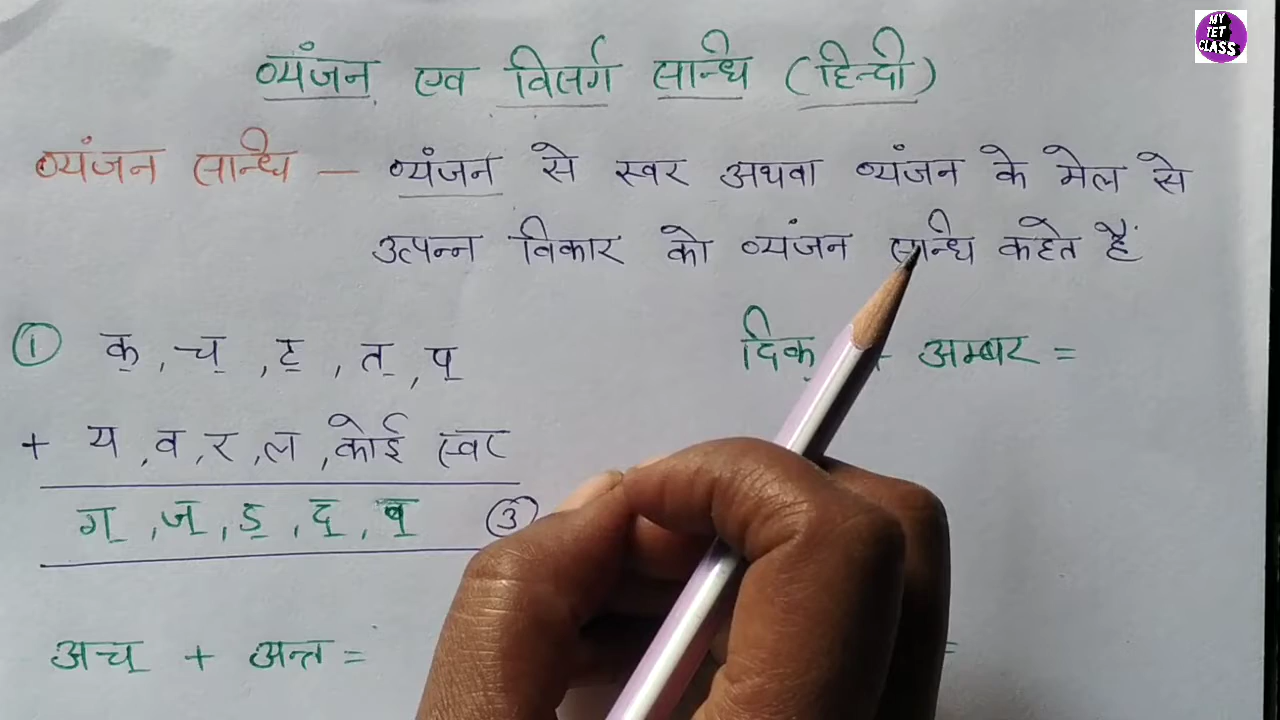 MY
TET
CLASS
व्यंजन एव विसर्ग सन्धि (हिन्दी)
व्यंजन सन्धि — व्यंजन से स्वर अथवा व्यंजन के मेल से
उत्पन्न विकार को व्यंजन सन्धि कहते हैं
① क्, च्, ट्, त्, प्
+ य, व, र, ल, कोई स्वर
ग्, ज्, ड्, द्, ब् ③
दिक् + अम्बर =
अच् + अन्त =
=